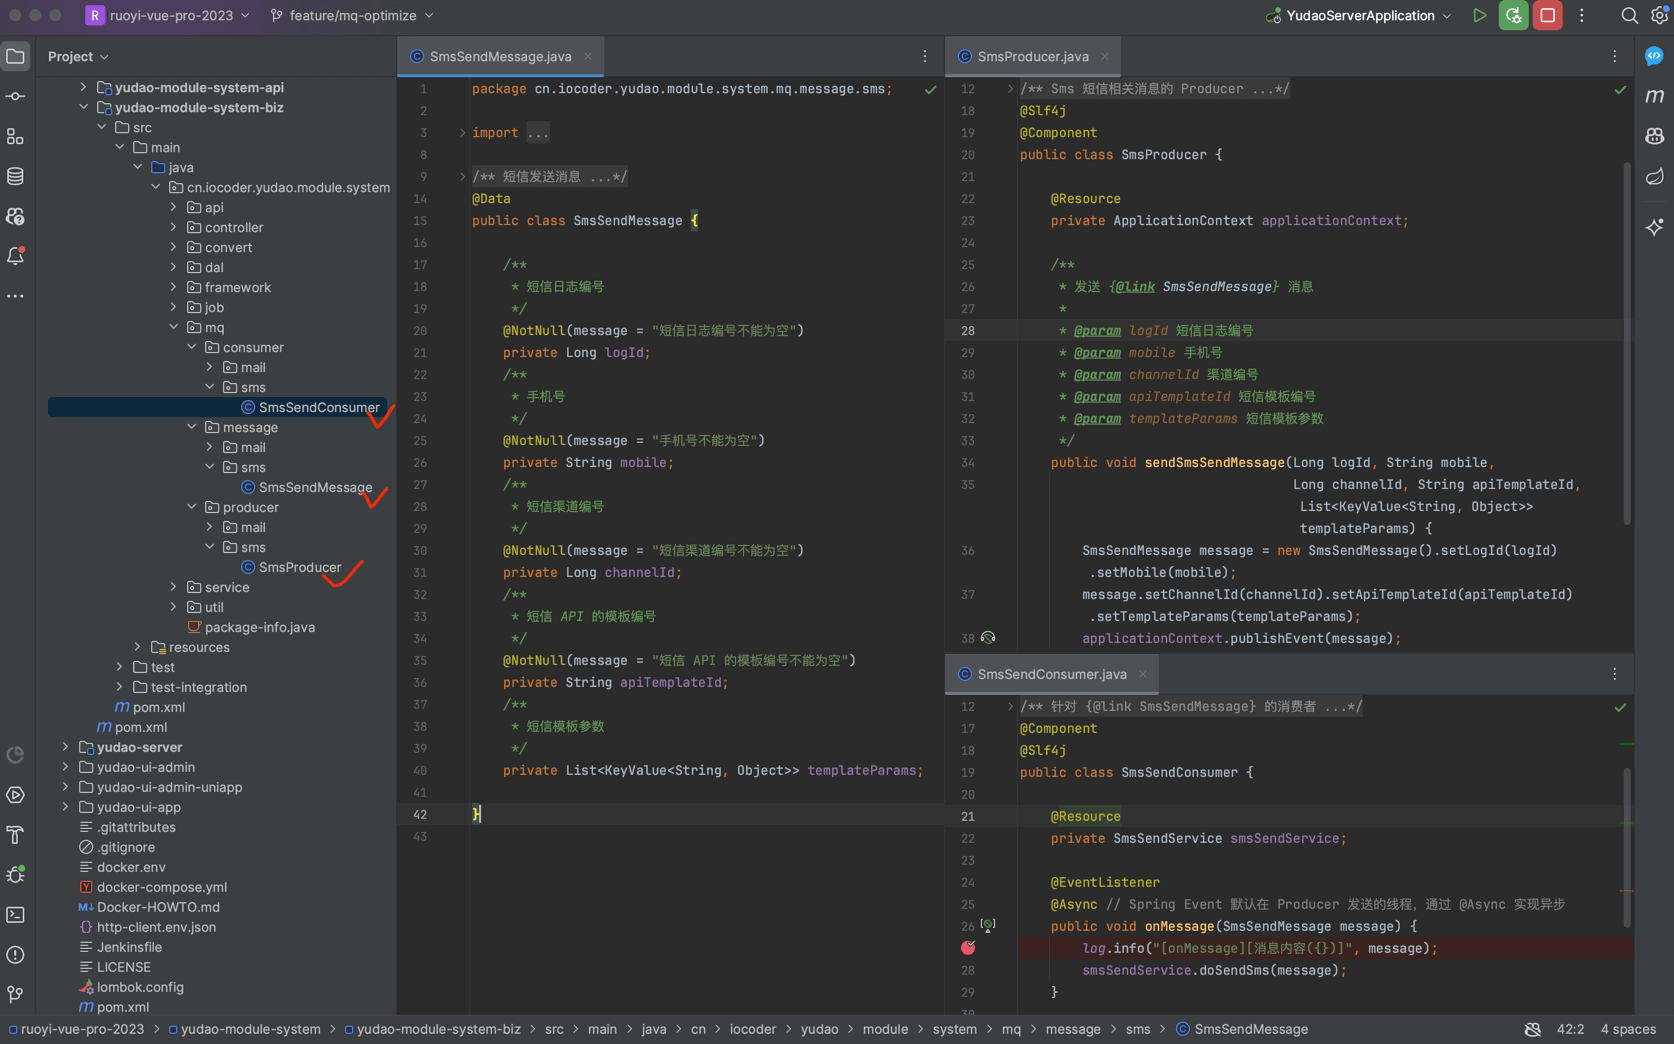 R ruoyi-vue-pro-2023 feature/mq-optimize YudaoServerApplication
Project
yudao-module-system-api
yudao-module-system-biz
src
main
java
cn.iocoder.yudao.module.system
api
controller
convert
dal
framework
job
mq
consumer
mail
sms
SmsSendConsumer
message
mail
sms
SmsSendMessage
producer
mail
sms
SmsProducer
service
util
package-info.java
resources
test
test-integration
pom.xml
pom.xml
yudao-server
yudao-ui-admin
yudao-ui-admin-uniapp
yudao-ui-app
.gitattributes
.gitignore
docker.env
docker-compose.yml
Docker-HOWTO.md
http-client.env.json
Jenkinsfile
LICENSE
lombok.config
pom.xml
SmsSendMessage.java
1 package cn.iocoder.yudao.module.system.mq.message.sms;
2
3 import ...
8
9 /** 短信发送消息 ...*/
14 @Data
15 public class SmsSendMessage {
16
17 /**
18 * 短信日志编号
19 */
20 @NotNull(message = "短信日志编号不能为空")
21 private Long logId;
22 /**
23 * 手机号
24 */
25 @NotNull(message = "手机号不能为空")
26 private String mobile;
27 /**
28 * 短信渠道编号
29 */
30 @NotNull(message = "短信渠道编号不能为空")
31 private Long channelId;
32 /**
33 * 短信 API 的模板编号
34 */
35 @NotNull(message = "短信 API 的模板编号不能为空")
36 private String apiTemplateId;
37 /**
38 * 短信模板参数
39 */
40 private List<KeyValue<String, Object>> templateParams;
41
42 }
43
SmsProducer.java
12 /** Sms 短信相关消息的 Producer ...*/
18 @Slf4j
19 @Component
20 public class SmsProducer {
21
22 @Resource
23 private ApplicationContext applicationContext;
24
25 /**
26 * 发送 {@link SmsSendMessage} 消息
27 *
28 * @param logId 短信日志编号
29 * @param mobile 手机号
30 * @param channelId 渠道编号
31 * @param apiTemplateId 短信模板编号
32 * @param templateParams 短信模板参数
33 */
34 public void sendSmsSendMessage(Long logId, String mobile,
35 Long channelId, String apiTemplateId,
List<KeyValue<String, Object>>
templateParams) {
36 SmsSendMessage message = new SmsSendMessage().setLogId(logId)
.setMobile(mobile);
37 message.setChannelId(channelId).setApiTemplateId(apiTemplateId)
.setTemplateParams(templateParams);
38 applicationContext.publishEvent(message);
SmsSendConsumer.java
12 /** 针对 {@link SmsSendMessage} 的消费者 ...*/
17 @Component
18 @Slf4j
19 public class SmsSendConsumer {
20
21 @Resource
22 private SmsSendService smsSendService;
23
24 @EventListener
25 @Async // Spring Event 默认在 Producer 发送的线程，通过 @Async 实现异步
26 public void onMessage(SmsSendMessage message) {
log.info("[onMessage][消息内容({})]", message);
28 smsSendService.doSendSms(message);
29 }
30
ruoyi-vue-pro-2023 > yudao-module-system > yudao-module-system-biz > src > main > java > cn > iocoder > yudao > module > system > mq > message > sms > SmsSendMessage 42:2 4 spaces